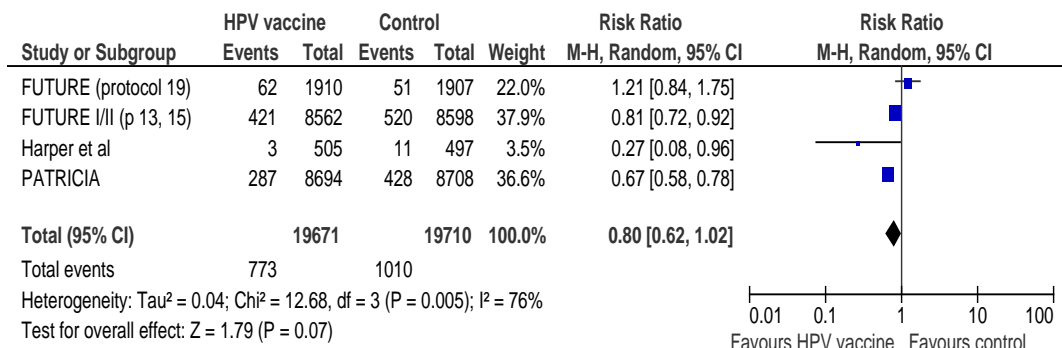 HPV vaccine Control Risk Ratio Risk Ratio
Study or Subgroup Events Total Events Total Weight M-H, Random, 95% CI M-H, Random, 95% CI
FUTURE (protocol 19) 62 1910 51 1907 22.0% 1.21 [0.84, 1.75]
FUTURE I/II (p 13, 15) 421 8562 520 8598 37.9% 0.81 [0.72, 0.92]
Harper et al 3 505 11 497 3.5% 0.27 [0.08, 0.96]
PATRICIA 287 8694 428 8708 36.6% 0.67 [0.58, 0.78]
Total (95% CI) 19671 19710 100.0% 0.80 [0.62, 1.02]
Total events 773 1010
Heterogeneity: Tau² = 0.04; Chi² = 12.68, df = 3 (P = 0.005); I² = 76%
Test for overall effect: Z = 1.79 (P = 0.07)
0.01 0.1 1 10 100
Favours HPV vaccine Favours control